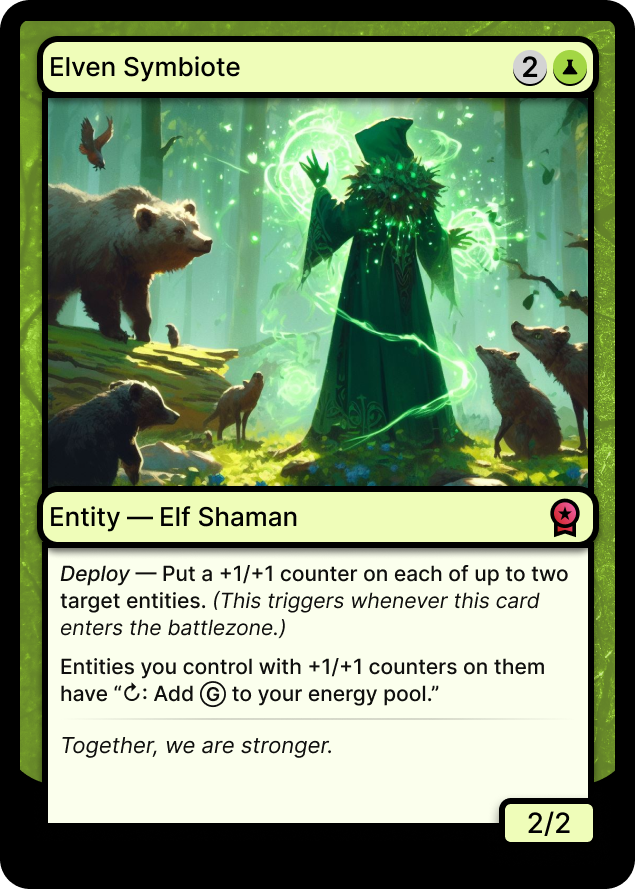 Elven Symbiote 2
Entity — Elf Shaman
Deploy — Put a +1/+1 counter on each of up to two
target entities. (This triggers whenever this card
enters the battlezone.)
Entities you control with +1/+1 counters on them
have “↻: Add G to your energy pool.”
Together, we are stronger.
2/2